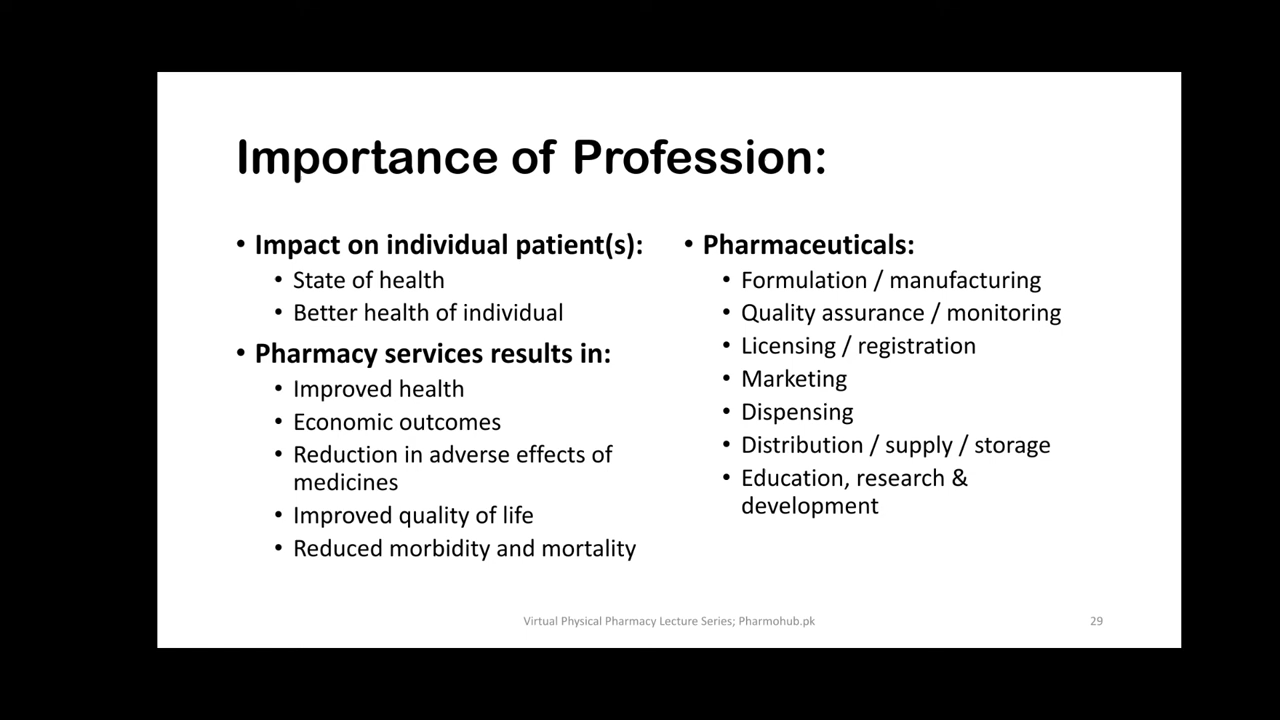 Importance of Profession:
• Impact on individual patient(s):
• State of health
• Better health of individual
• Pharmacy services results in:
• Improved health
• Economic outcomes
• Reduction in adverse effects of
medicines
• Improved quality of life
• Reduced morbidity and mortality
• Pharmaceuticals:
• Formulation / manufacturing
• Quality assurance / monitoring
• Licensing / registration
• Marketing
• Dispensing
• Distribution / supply / storage
• Education, research &
development
Virtual Physical Pharmacy Lecture Series; Pharmohub.pk
29